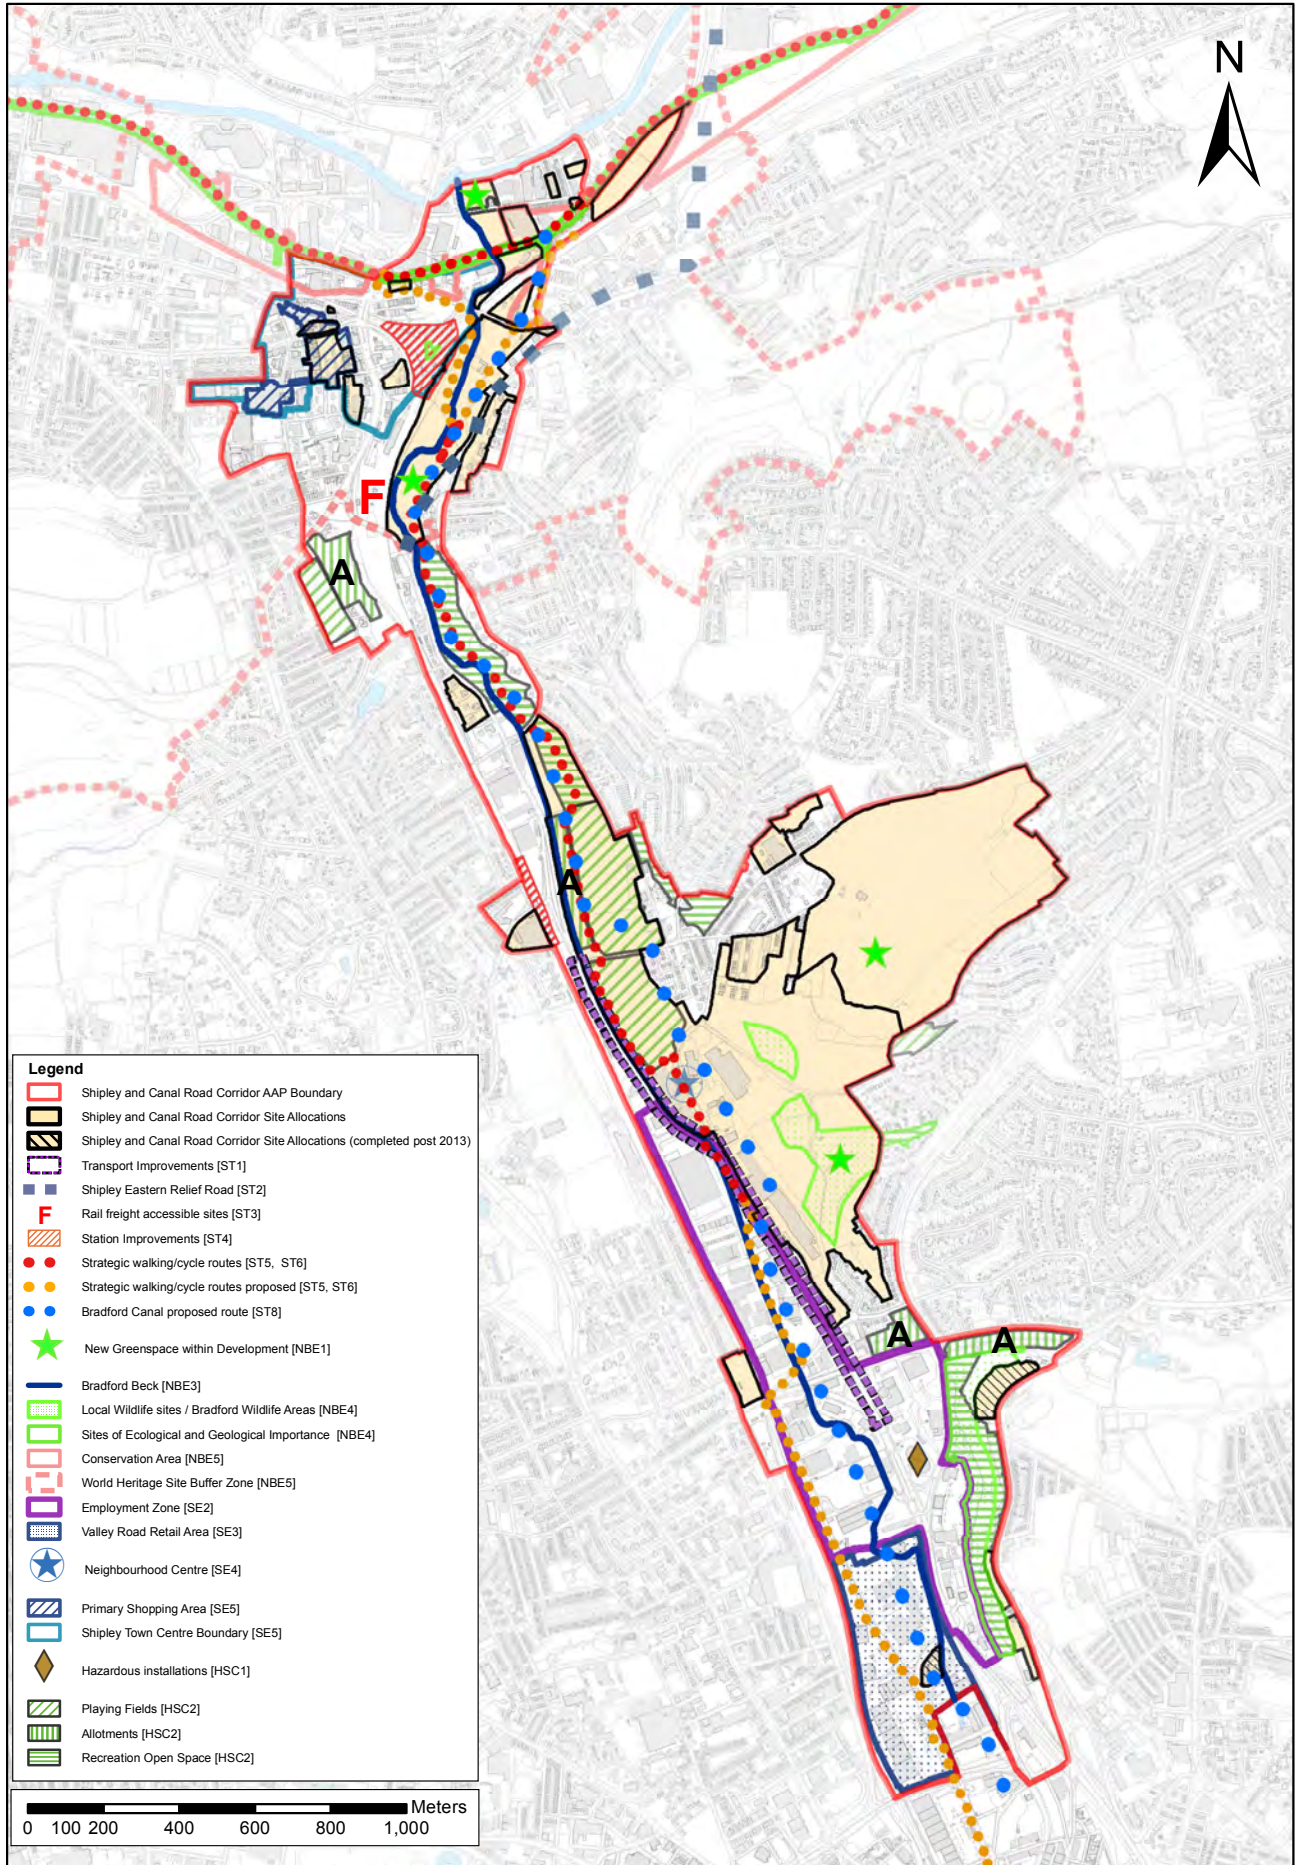 N
F
A
A
A
A
Legend
Shipley and Canal Road Corridor AAP Boundary
Shipley and Canal Road Corridor Site Allocations
Shipley and Canal Road Corridor Site Allocations (completed post 2013)
Transport Improvements [ST1]
Shipley Eastern Relief Road [ST2]
F Rail freight accessible sites [ST3]
Station Improvements [ST4]
Strategic walking/cycle routes [ST5, ST6]
Strategic walking/cycle routes proposed [ST5, ST6]
Bradford Canal proposed route [ST8]
New Greenspace within Development [NBE1]
Bradford Beck [NBE3]
Local Wildlife sites / Bradford Wildlife Areas [NBE4]
Sites of Ecological and Geological Importance [NBE4]
Conservation Area [NBE5]
World Heritage Site Buffer Zone [NBE5]
Employment Zone [SE2]
Valley Road Retail Area [SE3]
Neighbourhood Centre [SE4]
Primary Shopping Area [SE5]
Shipley Town Centre Boundary [SE5]
Hazardous installations [HSC1]
Playing Fields [HSC2]
Allotments [HSC2]
Recreation Open Space [HSC2]
Meters
0 100 200 400 600 800 1,000